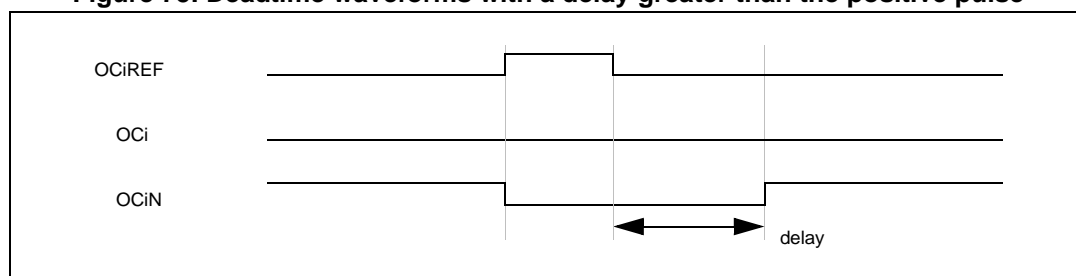 Figure 76. Deadtime waveforms with a delay greater than the positive pulse
OCiREF
OCi
OCiN
delay